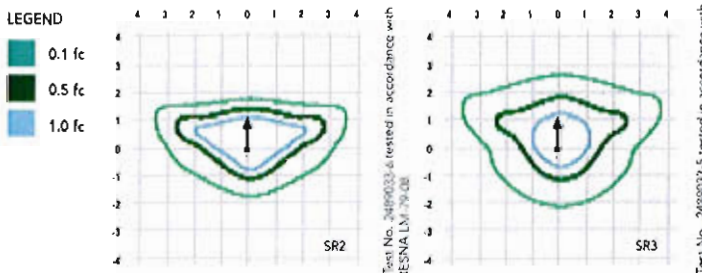 LEGEND
0.1 fc
0.5 fc
1.0 fc
4 3 2 1 0 1 2 3 4
4
3
2
1
0
-1
-2
-3
-4
SR2
Test No. 2489033-6 tested in accordance with
IESNA LM-79-08.
4 3 2 1 0 1 2 3 4
4
3
2
1
0
-1
-2
-3
-4
SR3